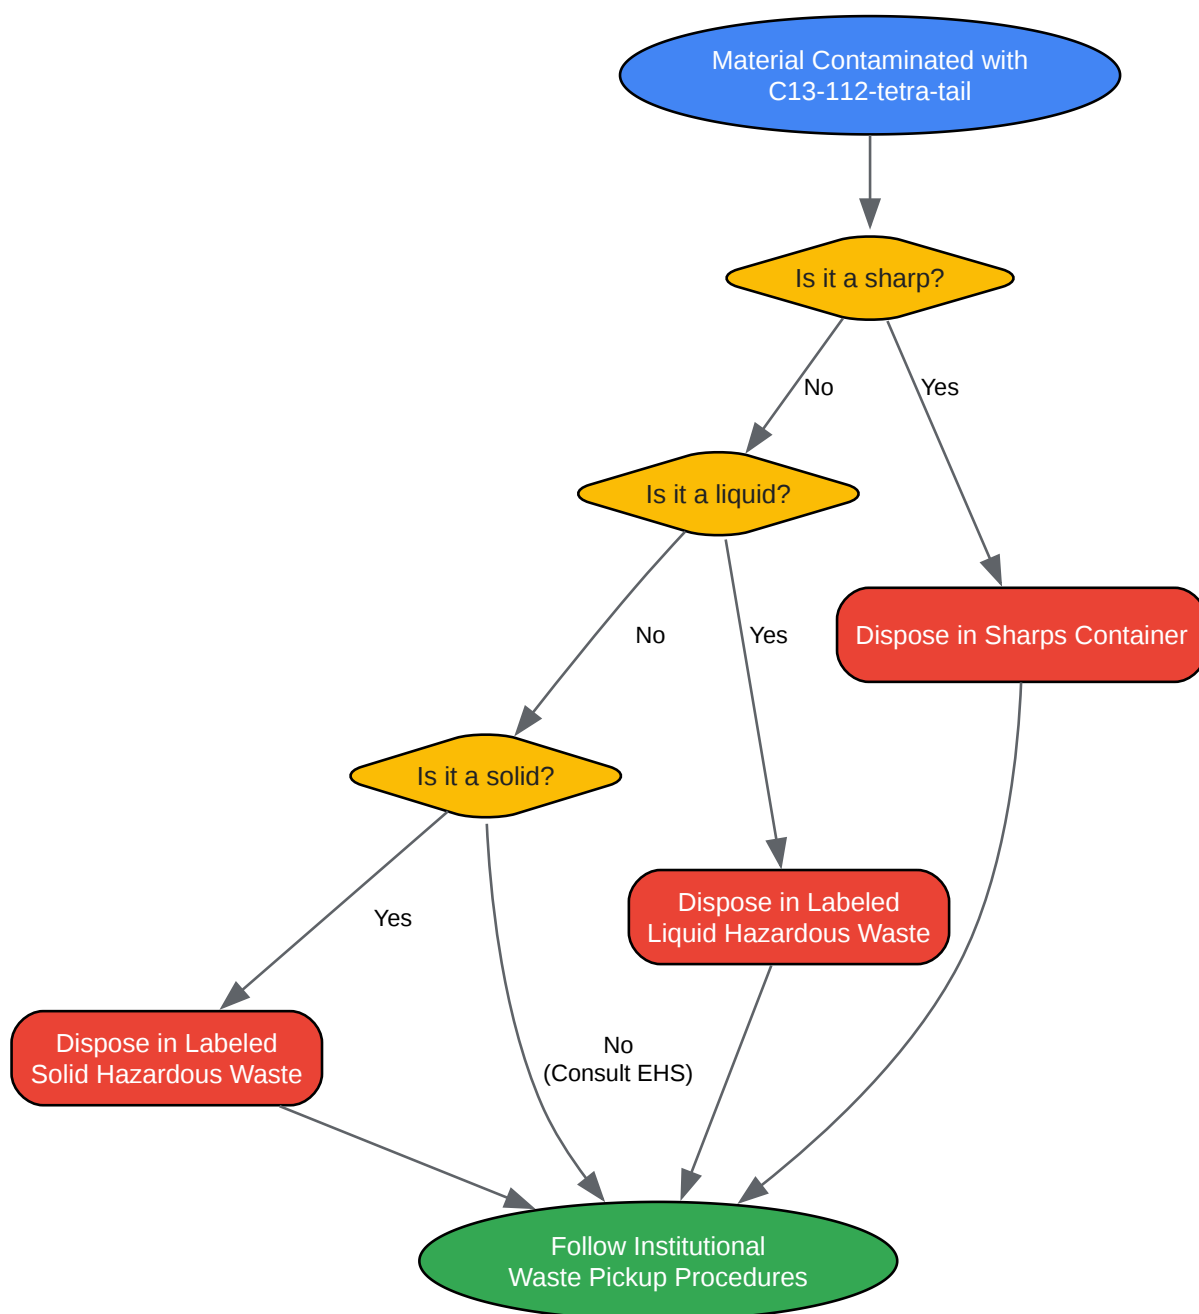 Material Contaminated with
C13-112-tetra-tail
Is it a sharp?
No
Yes
Is it a liquid?
No
Yes
Dispose in Sharps Container
Is it a solid?
Yes
Dispose in Labeled
Liquid Hazardous Waste
Dispose in Labeled
Solid Hazardous Waste
No
(Consult EHS)
Follow Institutional
Waste Pickup Procedures